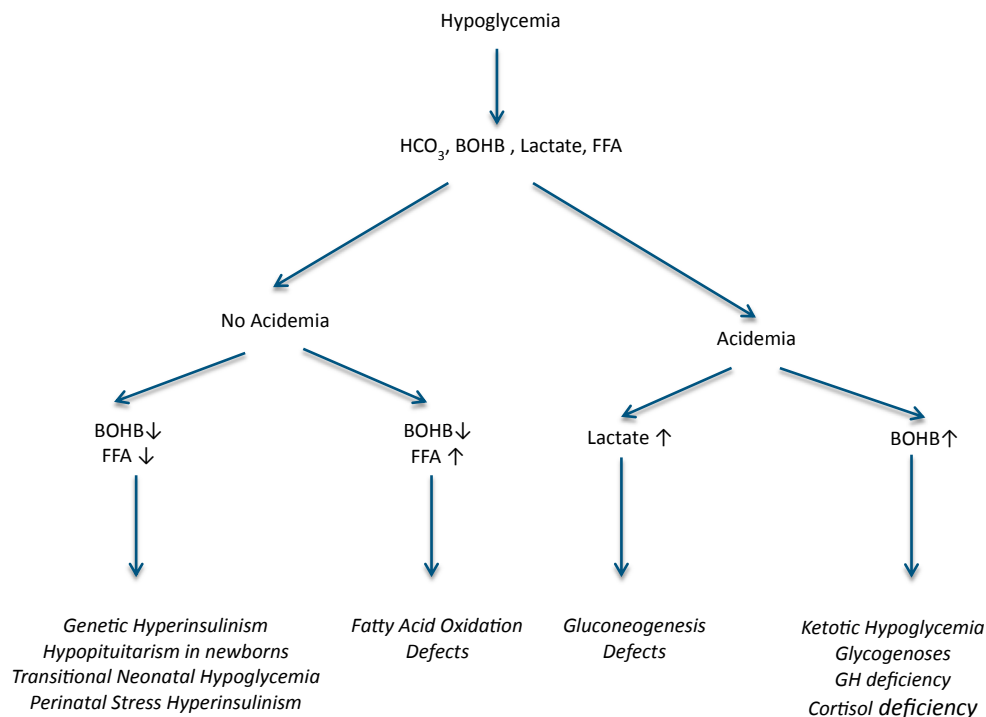 Hypoglycemia
HCO3, BOHB , Lactate, FFA
No Acidemia
Acidemia
BOHB↓
FFA ↓
BOHB↓
FFA ↑
Lactate ↑
BOHB↑
Genetic Hyperinsulinism
Hypopituitarism in newborns
Transitional Neonatal Hypoglycemia
Perinatal Stress Hyperinsulinism
Fatty Acid Oxidation
Defects
Gluconeogenesis
Defects
Ketotic Hypoglycemia
Glycogenoses
GH deficiency
Cortisol deficiency